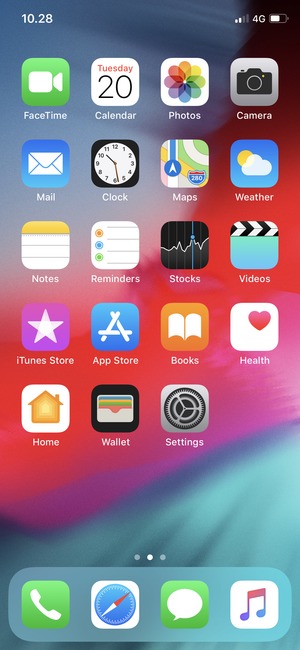 10.28
4G
FaceTime
Tuesday
20
Calendar
Photos
Camera
Mail
Clock
280
Maps
Weather
Notes
Reminders
Stocks
Videos
iTunes Store
App Store
Books
Health
Home
Wallet
Settings